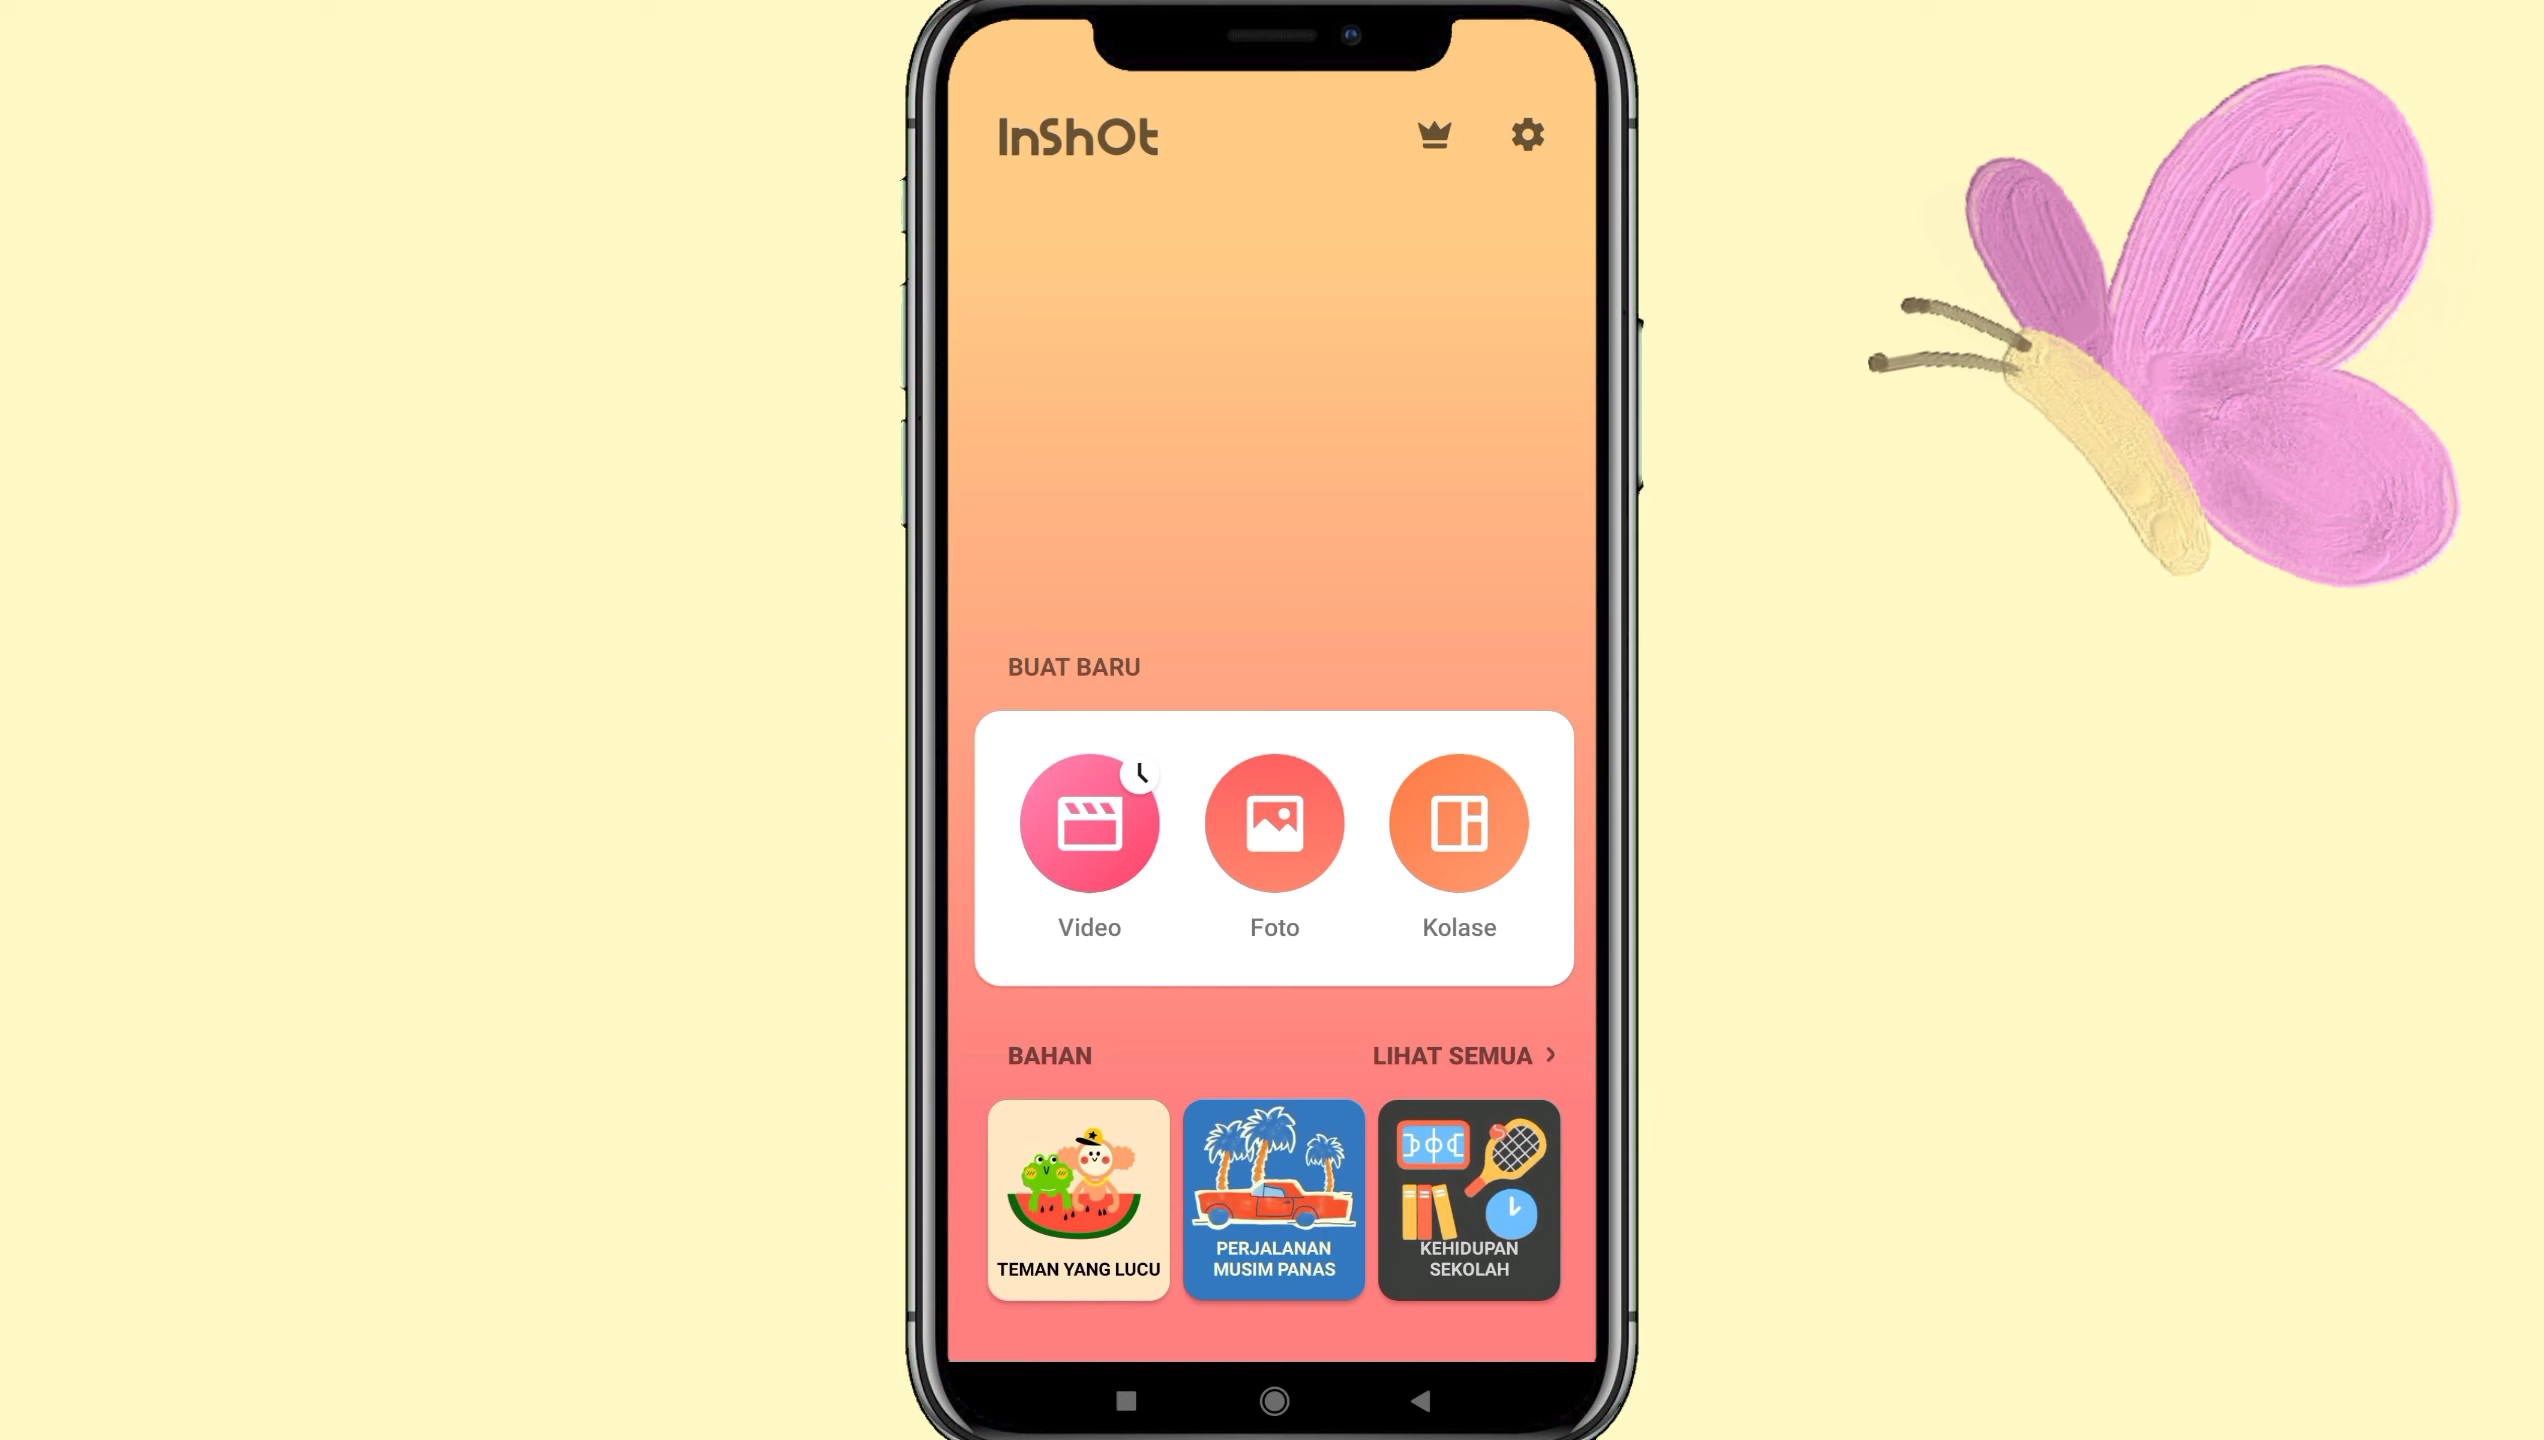 InShOt
BUAT BARU
Video
Foto
Kolase
BAHAN
LIHAT SEMUA
TEMAN YANG LUCU
PERJALANAN
MUSIM PANAS
KEHIDUPAN
SEKOLAH